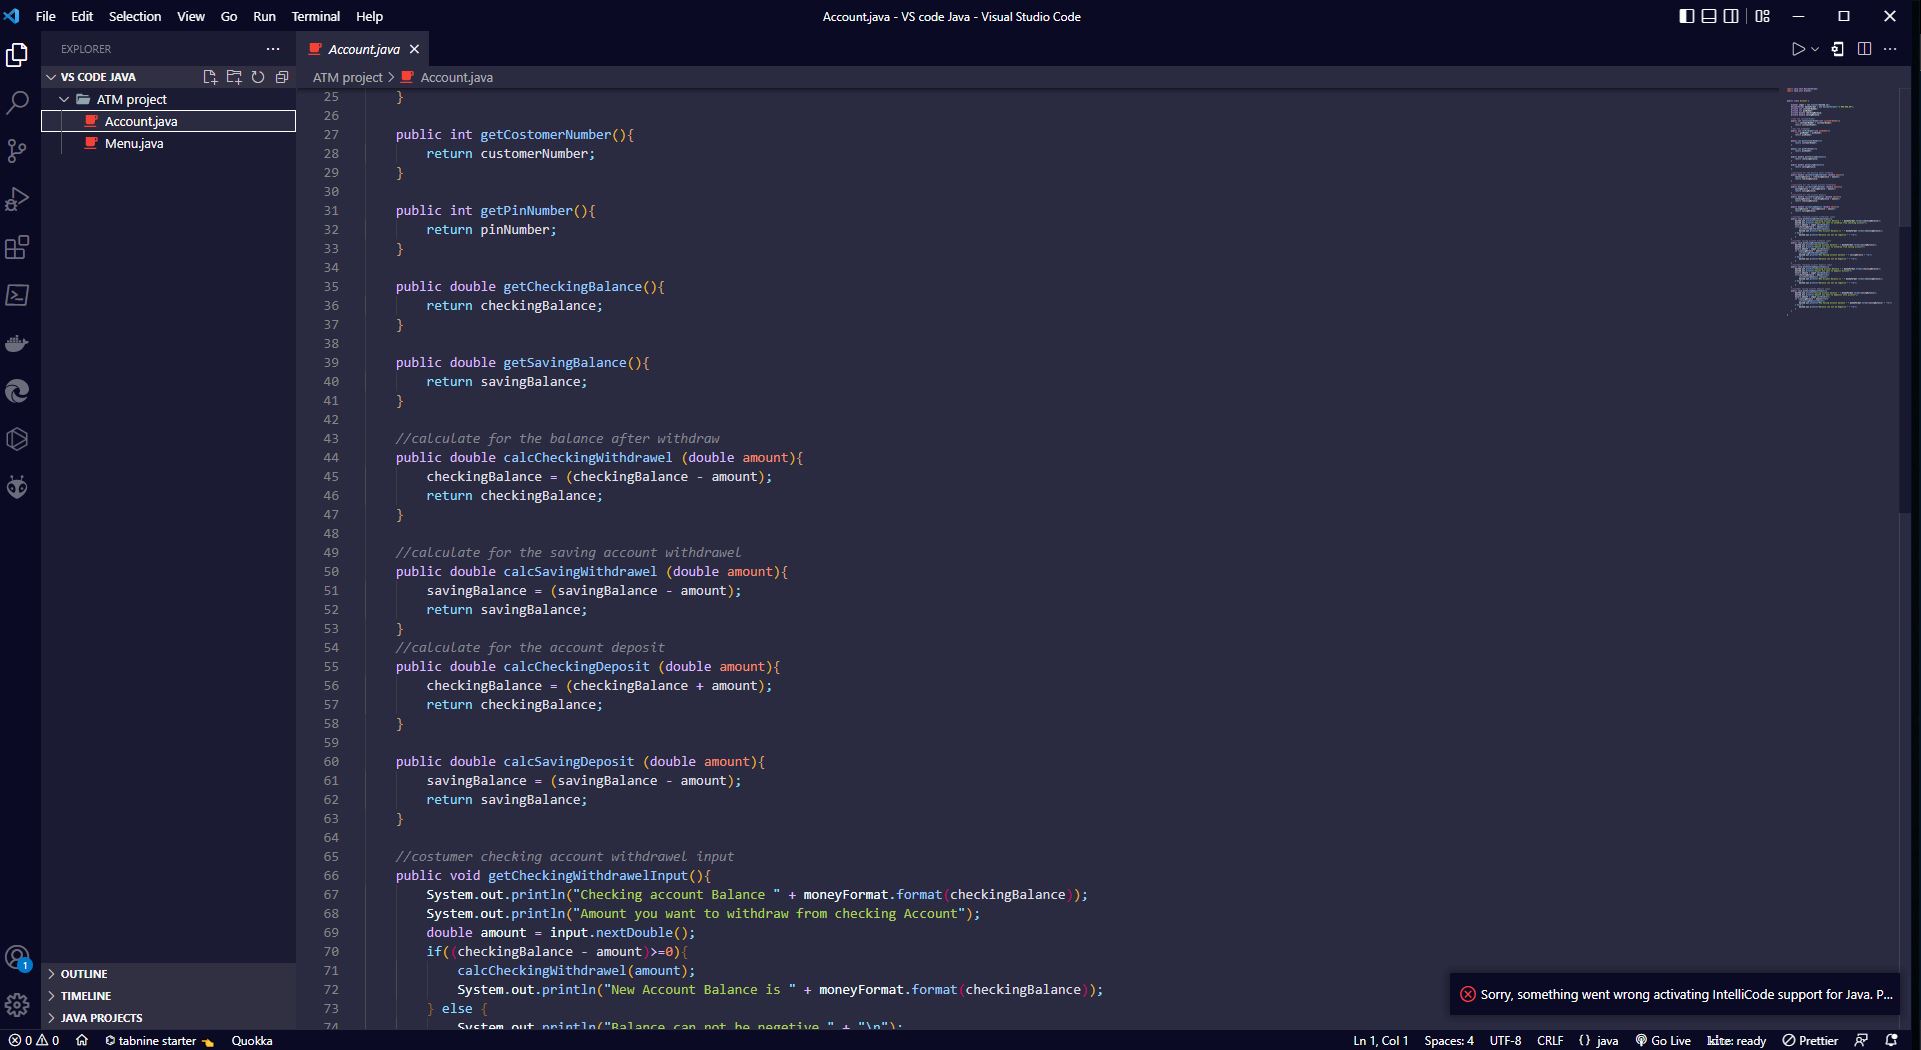 File Edit Selection View Go Run Terminal Help
Account.java - VS code Java - Visual Studio Code
EXPLORER
VS CODE JAVA
ATM project
Account.java
Menu.java
OUTLINE
TIMELINE
JAVA PROJECTS
Account.java
ATM project > Account.java
25 }
26
27 public int getCostomerNumber(){
28 return customerNumber;
29 }
30
31 public int getPinNumber(){
32 return pinNumber;
33 }
34
35 public double getCheckingBalance(){
36 return checkingBalance;
37 }
38
39 public double getSavingBalance(){
40 return savingBalance;
41 }
42
43 //calculate for the balance after withdraw
44 public double calcCheckingWithdrawel (double amount){
45 checkingBalance = (checkingBalance - amount);
46 return checkingBalance;
47 }
48
49 //calculate for the saving account withdrawel
50 public double calcSavingWithdrawel (double amount){
51 savingBalance = (savingBalance - amount);
52 return savingBalance;
53 }
54 //calculate for the account deposit
55 public double calcCheckingDeposit (double amount){
56 checkingBalance = (checkingBalance + amount);
57 return checkingBalance;
58 }
59
60 public double calcSavingDeposit (double amount){
61 savingBalance = (savingBalance - amount);
62 return savingBalance;
63 }
64
65 //costumer checking account withdrawel input
66 public void getCheckingWithdrawelInput(){
67 System.out.println("Checking account Balance " + moneyFormat.format(checkingBalance));
68 System.out.println("Amount you want to withdraw from checking Account");
69 double amount = input.nextDouble();
70 if((checkingBalance - amount)>=0){
71 calcCheckingWithdrawel(amount);
72 System.out.println("New Account Balance is " + moneyFormat.format(checkingBalance));
73 } else {
74 System.out.println("Balance can not be negetive " + "\n");
Sorry, something went wrong activating IntelliCode support for Java. P...
1
0 0 tabnine starter Quokka
Ln 1, Col 1 Spaces: 4 UTF-8 CRLF {} java Go Live kite: ready Prettier